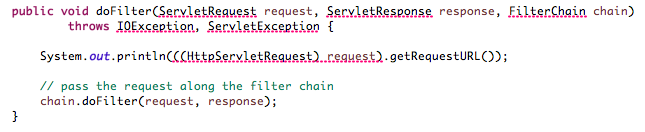 public void doFilter(ServletRequest request, ServletResponse response, FilterChain chain)
        throws IOException, ServletException {
    System.out.println(((HttpServletRequest) request).getRequestURL());
    // pass the request along the filter chain
    chain.doFilter(request, response);
}